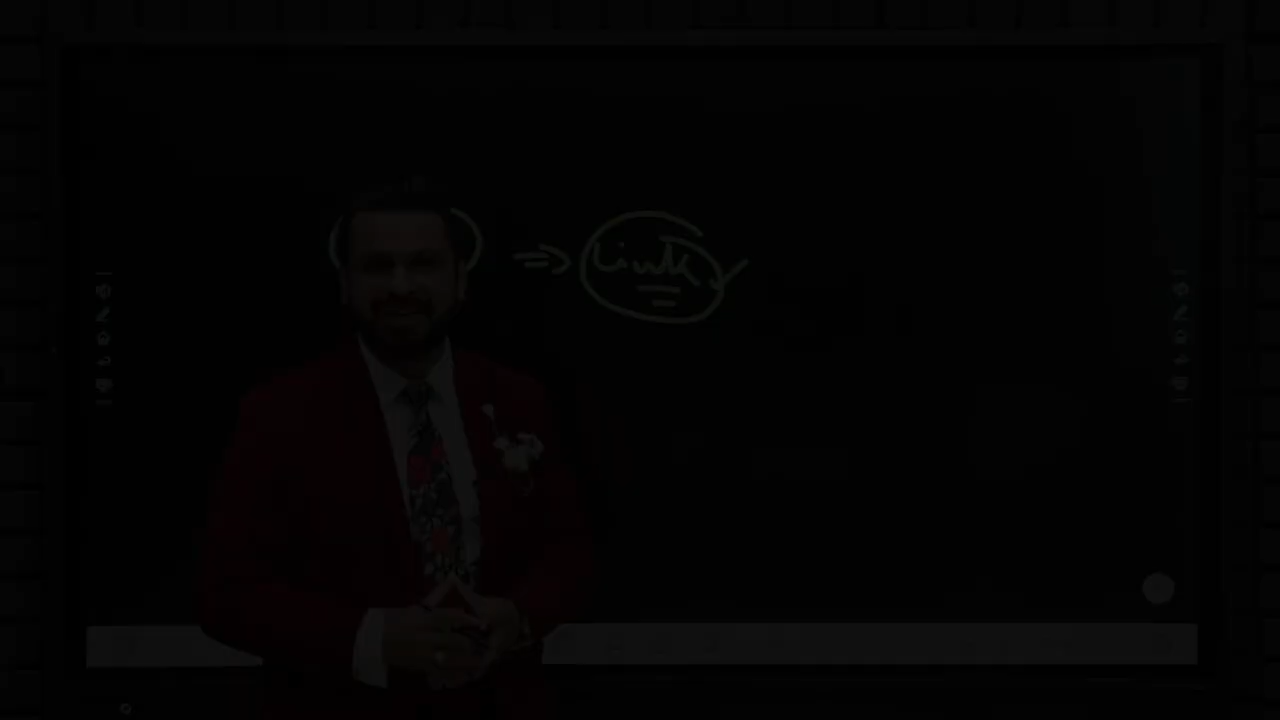 ⇒ Link ✓